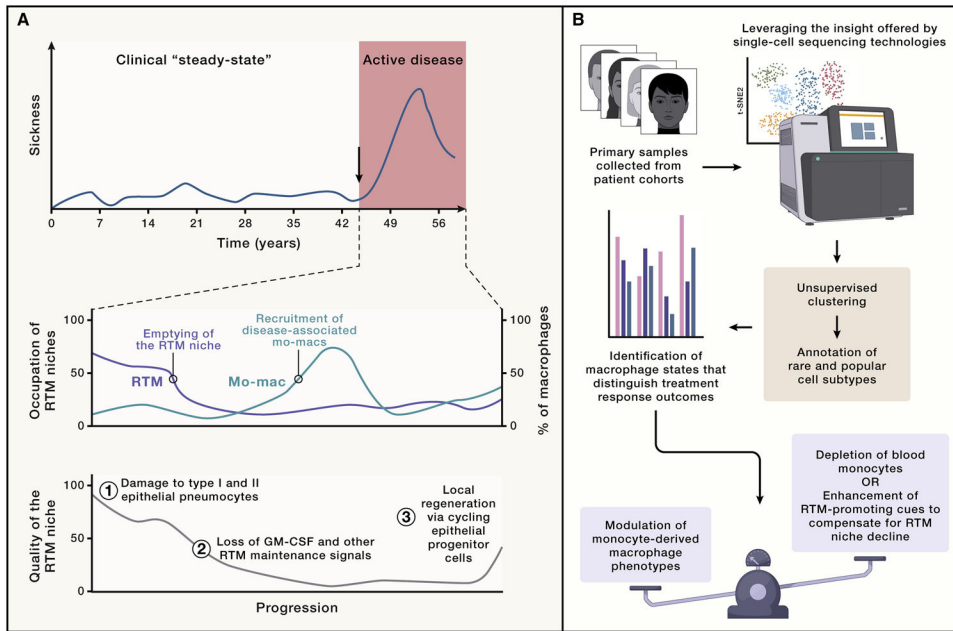 A
Clinical "steady-state"
Active disease
Sickness
0
7
14
21
28
35
42
49
56
Time (years)
100
50
0
Occupation of
RTM niches
Emptying of
the RTM niche
RTM
Recruitment of
disease-associated
mo-macs
Mo-mac
100
50
0
% of macrophages
100
50
0
Quality of the
RTM niche
1
Damage to type I and II
epithelial pneumocytes
2
Loss of GM-CSF and other
RTM maintenance signals
3
Local
regeneration
via cycling
epithelial
progenitor
cells
Progression
B
Leveraging the insight offered by
single-cell sequencing technologies
t-SNE2
Primary samples
collected from
patient cohorts
Unsupervised
clustering
Annotation of
rare and popular
cell subtypes
Identification of
macrophage states that
distinguish treatment
response outcomes
Modulation of
monocyte-derived
macrophage
phenotypes
Depletion of blood
monocytes
OR
Enhancement of
RTM-promoting cues to
compensate for RTM
niche decline